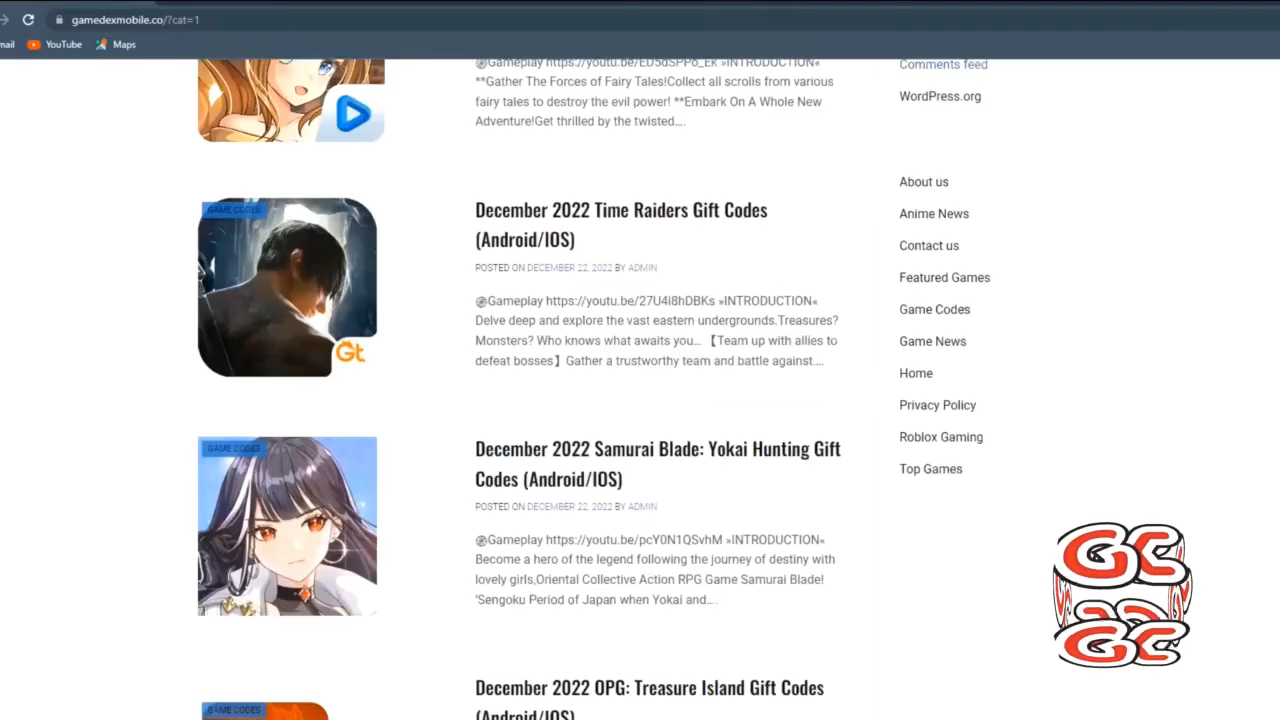 gamedexmobile.co/?cat=1
mail YouTube Maps
Gameplay https://youtu.be/ED5dSPPo_Ek »INTRODUCTION«
**Gather The Forces of Fairy Tales!Collect all scrolls from various
fairy tales to destroy the evil power! **Embark On A Whole New
Adventure!Get thrilled by the twisted....
GAME CODES
Gt
December 2022 Time Raiders Gift Codes
(Android/IOS)
POSTED ON DECEMBER 22, 2022 BY ADMIN
Gameplay https://youtu.be/27U4i8hDBKs »INTRODUCTION«
Delve deep and explore the vast eastern undergrounds.Treasures?
Monsters? Who knows what awaits you... 【Team up with allies to
defeat bosses】Gather a trustworthy team and battle against....
GAME CODES
December 2022 Samurai Blade: Yokai Hunting Gift
Codes (Android/IOS)
POSTED ON DECEMBER 22, 2022 BY ADMIN
Gameplay https://youtu.be/pcY0N1QSvhM »INTRODUCTION«
Become a hero of the legend following the journey of destiny with
lovely girls,Oriental Collective Action RPG Game Samurai Blade!
'Sengoku Period of Japan when Yokai and....
GAME CODES
December 2022 OPG: Treasure Island Gift Codes
(Android/IOS)
Comments feed
WordPress.org
About us
Anime News
Contact us
Featured Games
Game Codes
Game News
Home
Privacy Policy
Roblox Gaming
Top Games
GC
GC